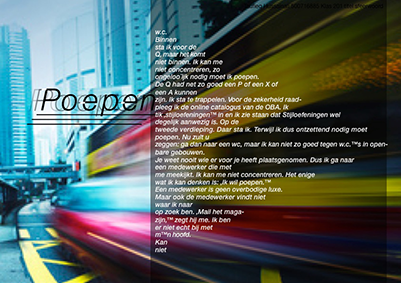 Poepen
w.c.
Binnen
sta ik voor de
Q, maar het komt
niet binnen. Ik kan me
niet concentreren, zo
ongelooflijk nodig moet ik poepen.
De Q had net zo goed een P of een X of
een A kunnen
zijn. Ik sta te trappelen. Voor de zekerheid raad-
pleeg ik de online catalogus van de OBA. Ik
tik ‚stijloefeningen™ in en ik zie staan dat Stijloefeningen wel
degelijk aanwezig is. Op de
tweede verdieping. Daar sta ik. Terwijl ik dus ontzettend nodig moet
poepen. Nu zult u
zeggen: ga dan naar een wc, maar ik kan niet zo goed tegen w.c.™s in open-
bare gebouwen.
Je weet nooit wie er voor je heeft plaatsgenomen. Dus ik ga naar
een medewerker die met
me meekijkt. Ik kan me niet concentreren. Het enige
wat ik kan denken is: ‚Ik wil poepen.™
Een medewerker is geen overbodige luxe.
Maar ook de medewerker vindt niet
waar ik naar
op zoek ben. ‚Mail het maga-
zijn,™ zegt hij me. Ik ben
er niet echt bij met
m™n hoofd.
Kan
niet